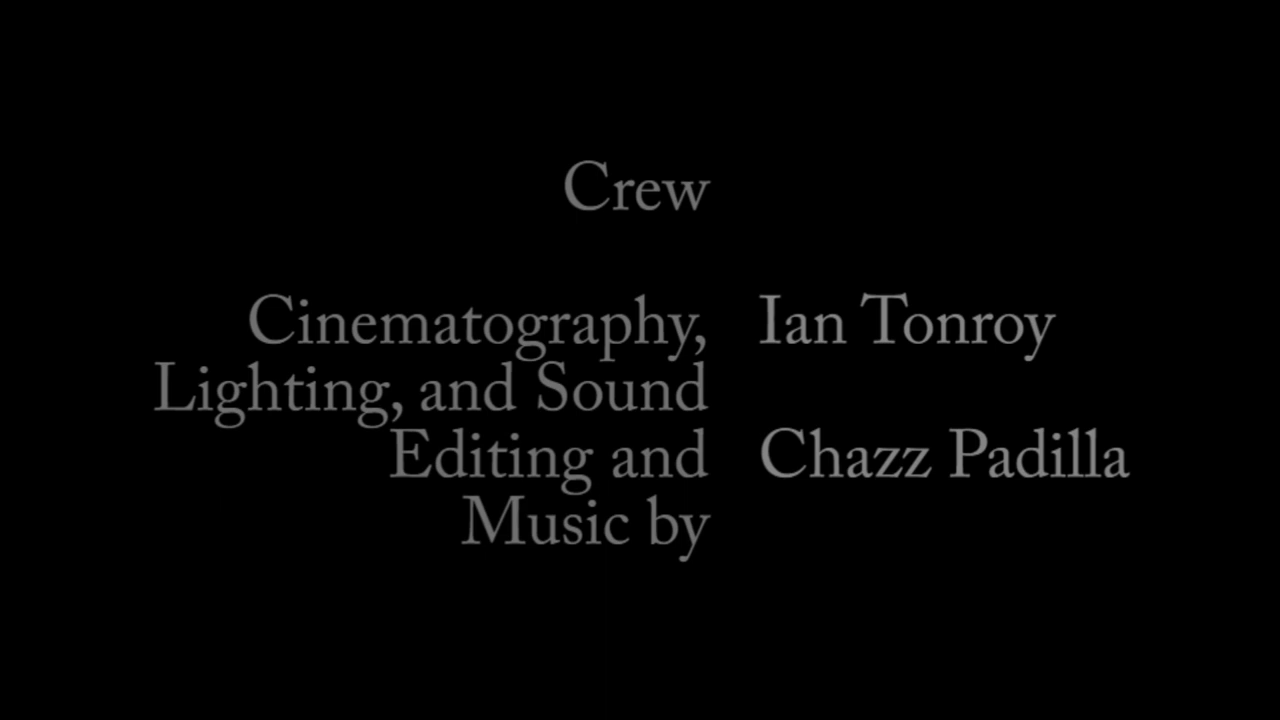 Crew
Cinematography, Ian Tonroy
Lighting, and Sound
Editing and Chazz Padilla
Music by